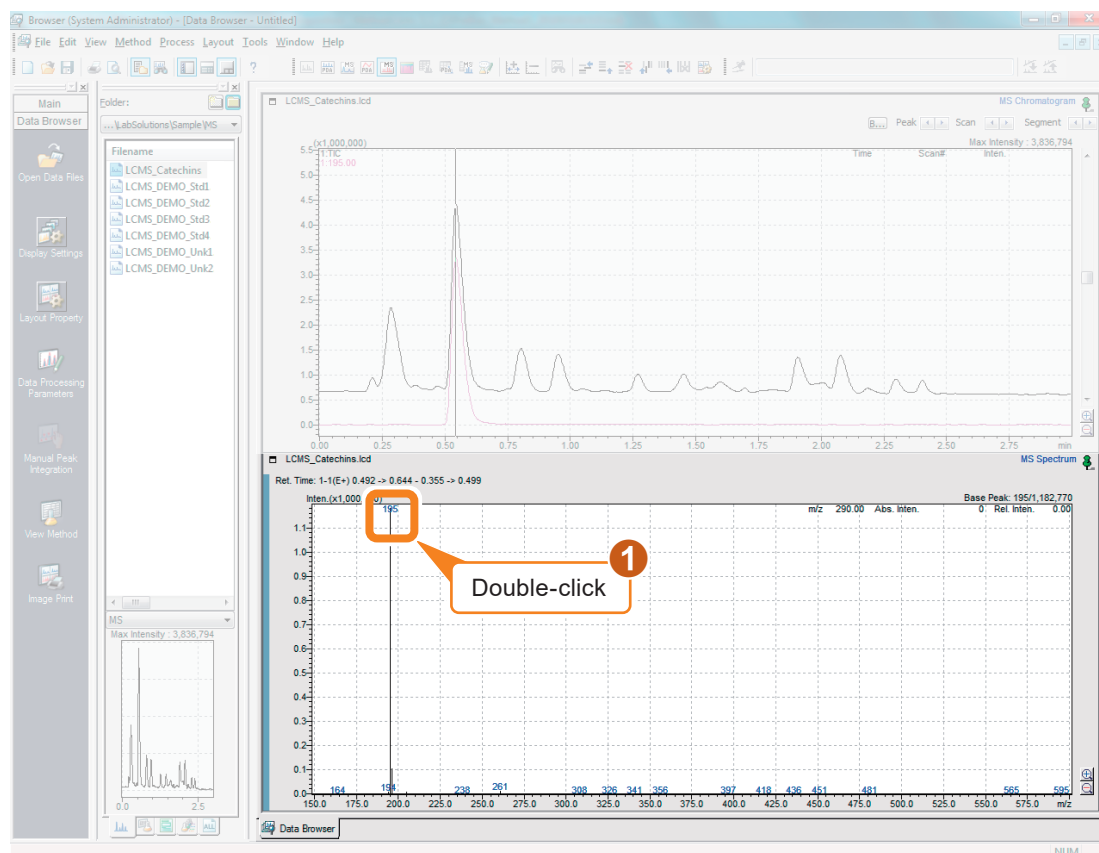 Browser (System Administrator) - [Data Browser - Untitled]
File Edit View Method Process Layout Tools Window Help
Main
Data Browser
Open Data Files
Display Settings
Layout Property
Data Processing
Parameters
Manual Peak
Integration
View Method
Image Print
Folder:
...\LabSolutions\Sample\MS
Filename
LCMS_Catechins
LCMS_DEMO_Std1
LCMS_DEMO_Std2
LCMS_DEMO_Std3
LCMS_DEMO_Std4
LCMS_DEMO_Unk1
LCMS_DEMO_Unk2
MS
Max Intensity : 3,836,794
0.0 2.5
LCMS_Catechins.lcd MS Chromatogram
B... Peak Scan Segment
(x1,000,000) Max Intensity : 3,836,794
1:TIC Time Scan# Inten.
1:195.00
5.5
5.0
4.5
4.0
3.5
3.0
2.5
2.0
1.5
1.0
0.5
0.0
0.00 0.25 0.50 0.75 1.00 1.25 1.50 1.75 2.00 2.25 2.50 2.75 min
LCMS_Catechins.lcd MS Spectrum
Ret. Time: 1-1(E+) 0.492 -> 0.644 - 0.355 -> 0.499
Inten.(x1,000,000) Base Peak: 195/1,182,770
195 m/z 290.00 Abs. Inten. 0 Rel. Inten. 0.00
1
Double-click
1.1
1.0
0.9
0.8
0.7
0.6
0.5
0.4
0.3
0.2
0.1
0.0
164 194 238 261 308 326 341 356 397 418 436 451 481 565 595
150.0 175.0 200.0 225.0 250.0 275.0 300.0 325.0 350.0 375.0 400.0 425.0 450.0 475.0 500.0 525.0 550.0 575.0 m/z
Data Browser
NUM